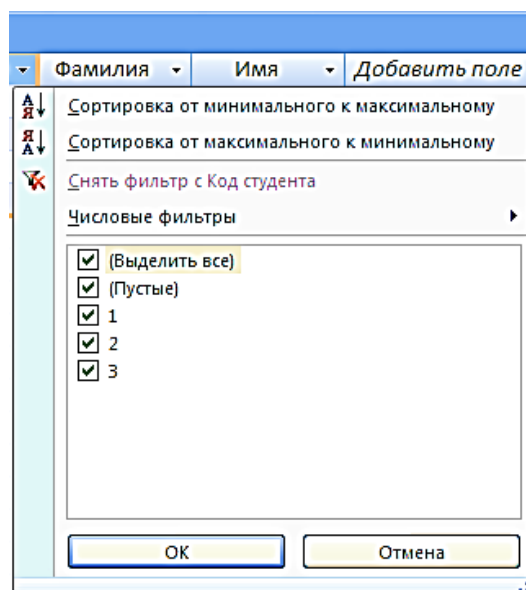 Фамилия Имя Добавить поле
Сортировка от минимального к максимальному
Сортировка от максимального к минимальному
Снять фильтр с Код студента
Числовые фильтры
(Выделить все)
(Пустые)
1
2
3
ОК Отмена